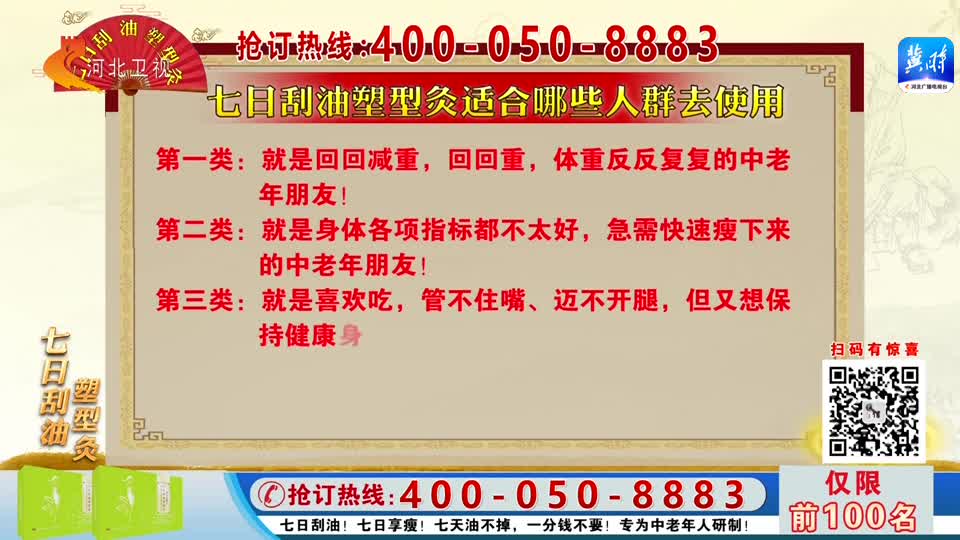 七日刮油塑型灸
河北卫视
抢订热线:400-050-8883
冀时
河北广播电视台
七日刮油塑型灸适合哪些人群去使用
第一类：就是回回减重，回回重，体重反反复复的中老
年朋友！
第二类：就是身体各项指标都不太好，急需快速瘦下来
的中老年朋友！
第三类：就是喜欢吃，管不住嘴、迈不开腿，但又想保
持健康身
七日刮油
塑型灸
扫码有惊喜
抢订热线:400-050-8883
七日刮油！七日享瘦！七天油不掉，一分钱不要！专为中老年人研制！
仅限
前100名